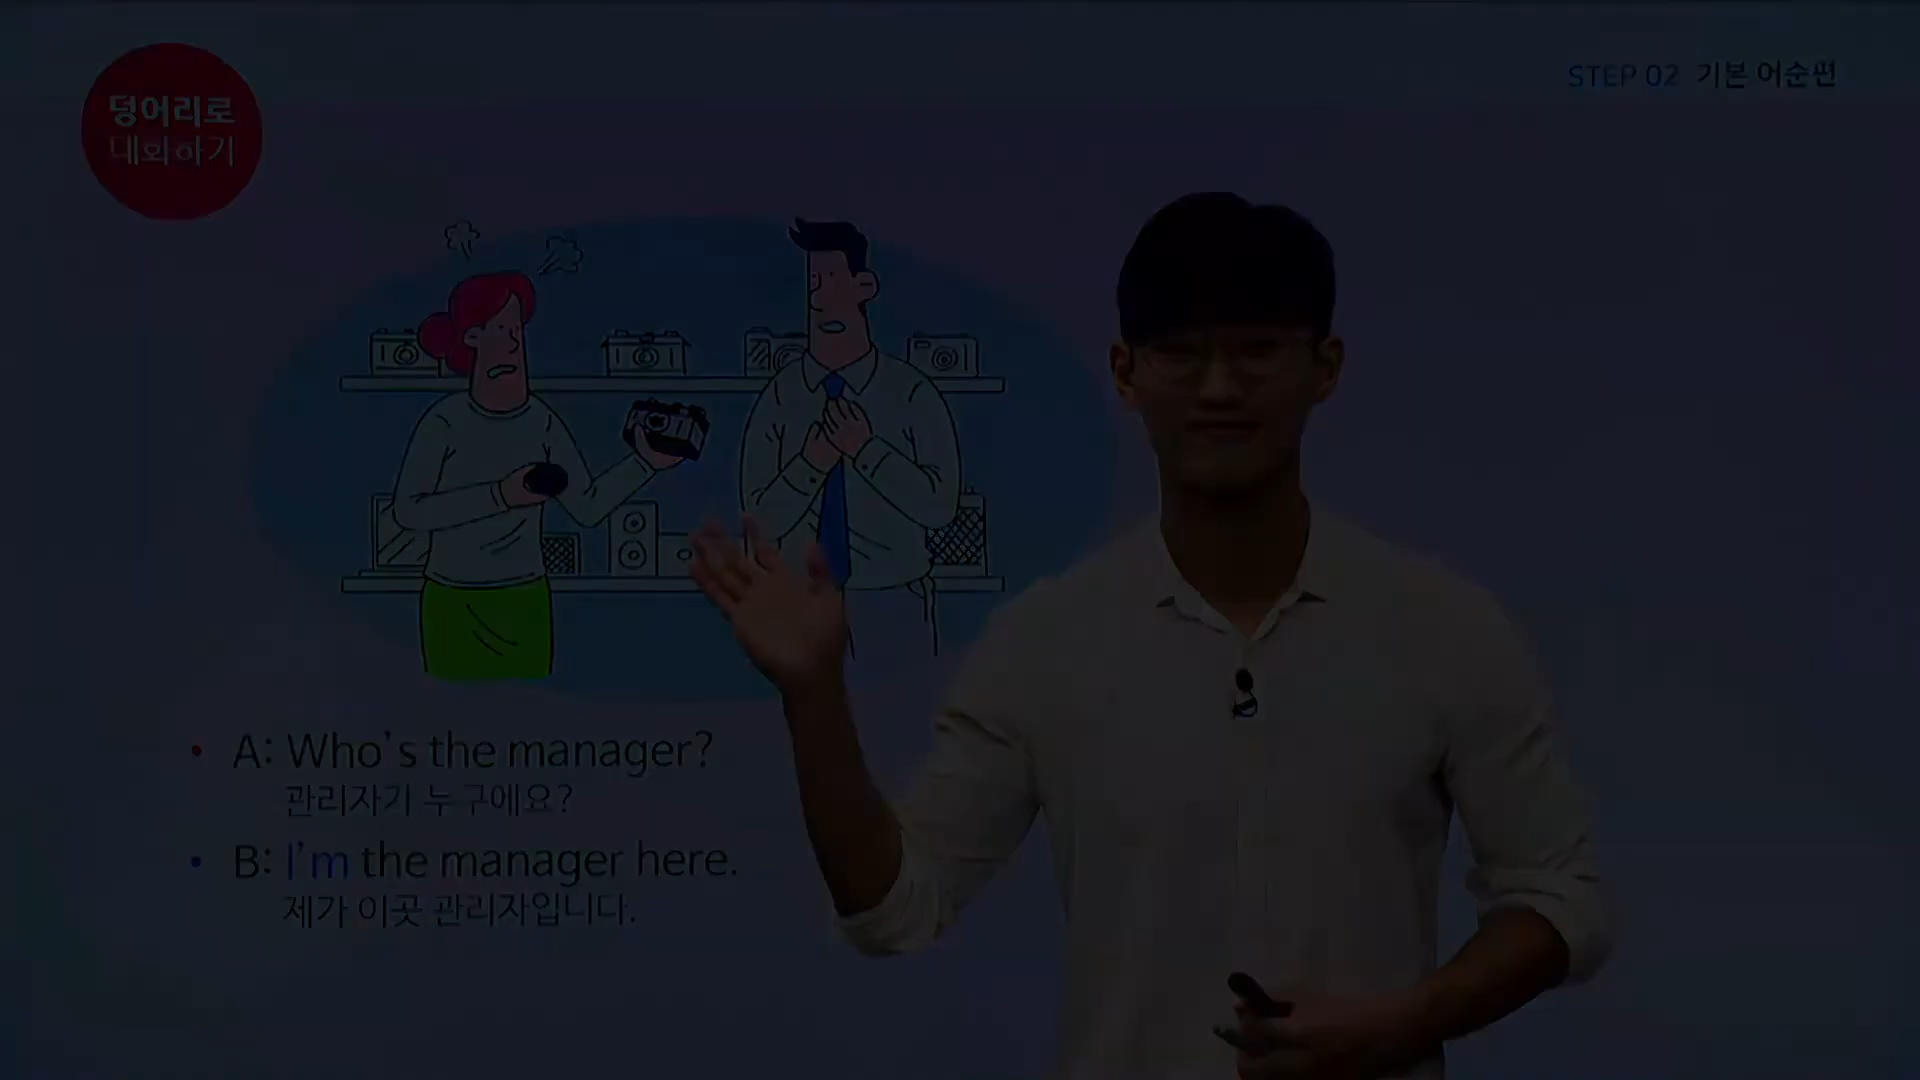 덩어리로
대화하기
STEP 02 기본 어순편
• A: Who's the manager?
관리자기 누구에요?
• B: I'm the manager here.
제가 이곳 관리자입니다.